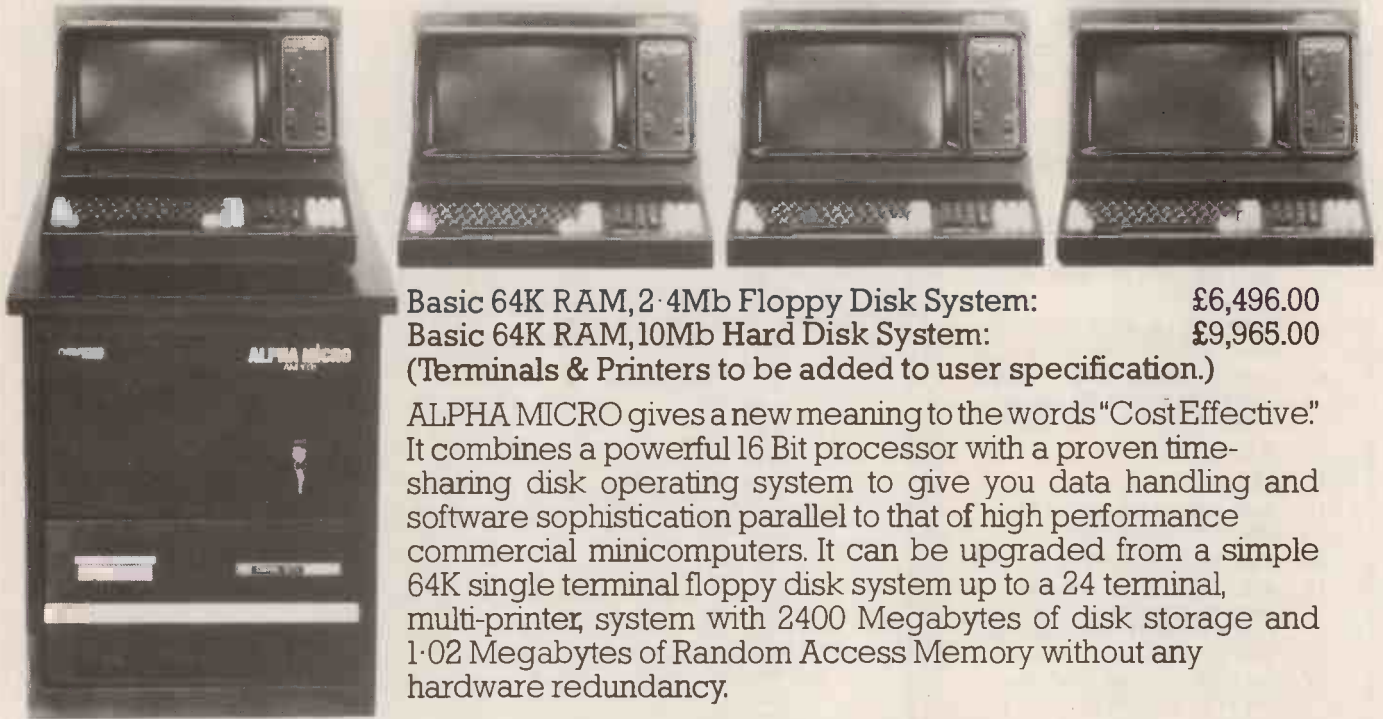 ALPHA MICRO
Basic 64K RAM, 2·4Mb Floppy Disk System: £6,496.00
Basic 64K RAM, 10Mb Hard Disk System: £9,965.00
(Terminals & Printers to be added to user specification.)
ALPHA MICRO gives a new meaning to the words "Cost Effective."
It combines a powerful 16 Bit processor with a proven time-
sharing disk operating system to give you data handling and
software sophistication parallel to that of high performance
commercial minicomputers. It can be upgraded from a simple
64K single terminal floppy disk system up to a 24 terminal,
multi-printer, system with 2400 Megabytes of disk storage and
1·02 Megabytes of Random Access Memory without any
hardware redundancy.